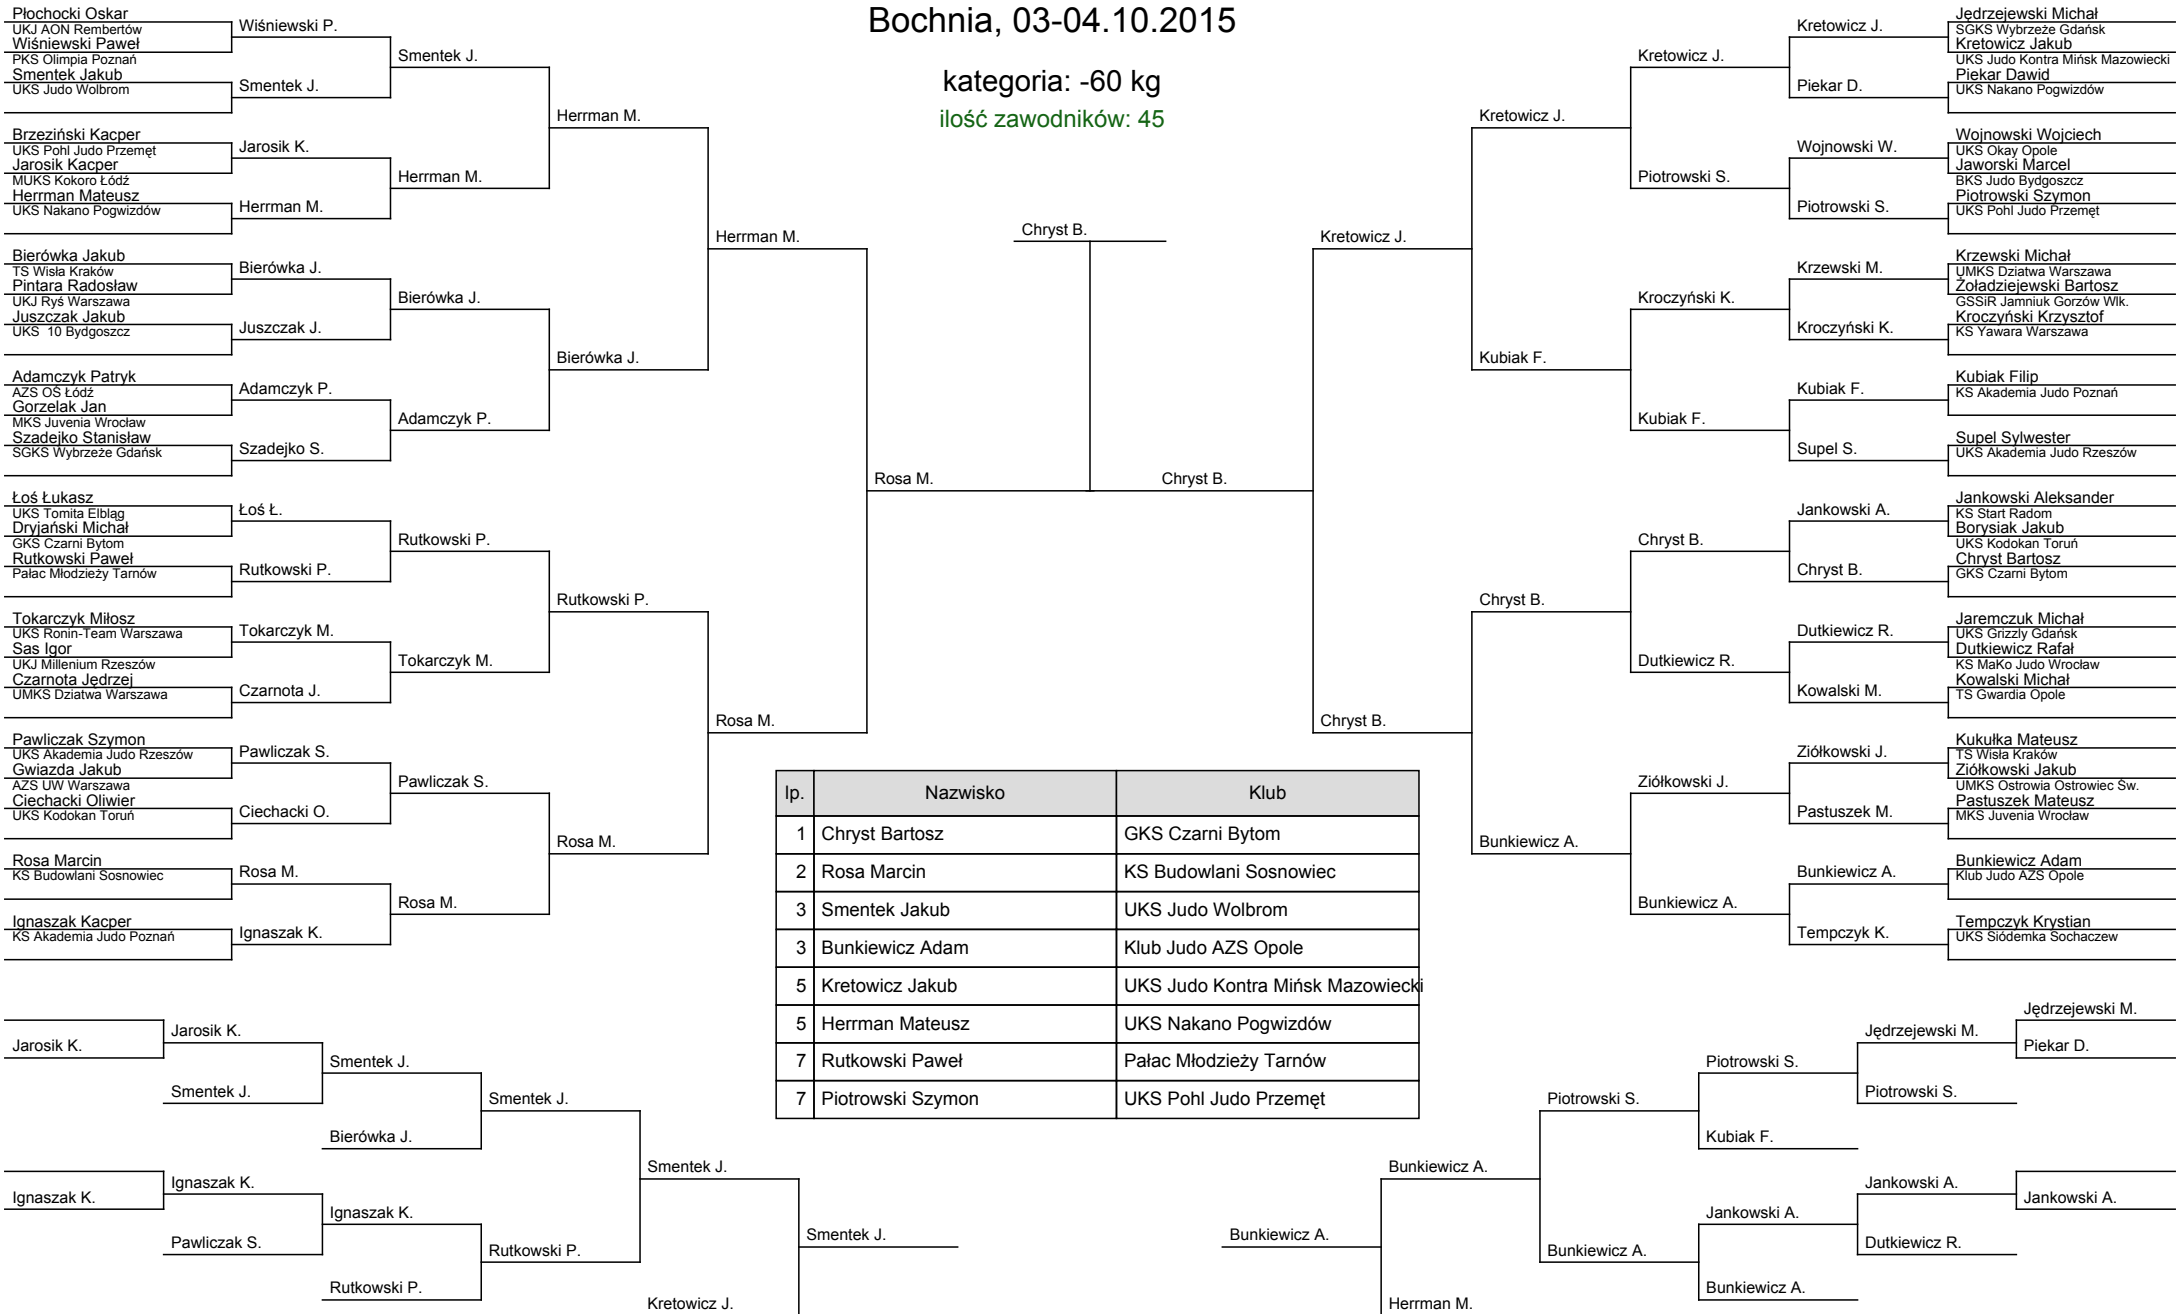 Bochnia, 03-04.10.2015
kategoria: -60 kg
ilość zawodników: 45
Płochocki Oskar
UKJ AON Rembertów
Wiśniewski Paweł
PKS Olimpia Poznań
Smentek Jakub
UKS Judo Wolbrom
Brzeziński Kacper
UKS Pohl Judo Przemęt
Jarosik Kacper
MUKS Kokoro Łódź
Herrman Mateusz
UKS Nakano Pogwizdów
Bierówka Jakub
TS Wisła Kraków
Pintara Radosław
UKJ Ryś Warszawa
Juszczak Jakub
UKS 10 Bydgoszcz
Adamczyk Patryk
AZS OŚ Łódź
Gorzelak Jan
MKS Juvenia Wrocław
Szadejko Stanisław
SGKS Wybrzeże Gdańsk
Łoś Łukasz
UKS Tomita Elbląg
Dryjański Michał
GKS Czarni Bytom
Rutkowski Paweł
Pałac Młodzieży Tarnów
Tokarczyk Miłosz
UKS Ronin-Team Warszawa
Sas Igor
UKJ Millenium Rzeszów
Czarnota Jędrzej
UMKS Dziatwa Warszawa
Pawliczak Szymon
UKS Akademia Judo Rzeszów
Gwiazda Jakub
AZS UW Warszawa
Ciechacki Oliwier
UKS Kodokan Toruń
Rosa Marcin
KS Budowlani Sosnowiec
Ignaszak Kacper
KS Akademia Judo Poznań
Wiśniewski P.
Smentek J.
Jarosik K.
Herrman M.
Bierówka J.
Juszczak J.
Adamczyk P.
Szadejko S.
Łoś Ł.
Rutkowski P.
Tokarczyk M.
Czarnota J.
Pawliczak S.
Ciechacki O.
Rosa M.
Ignaszak K.
Smentek J.
Herrman M.
Bierówka J.
Adamczyk P.
Rutkowski P.
Tokarczyk M.
Pawliczak S.
Rosa M.
Herrman M.
Bierówka J.
Rutkowski P.
Rosa M.
Herrman M.
Rosa M.
Rosa M.
Chryst B.
Chryst B.
Kretowicz J.
Chryst B.
Kretowicz J.
Kubiak F.
Chryst B.
Bunkiewicz A.
Kretowicz J.
Piotrowski S.
Kroczyński K.
Kubiak F.
Chryst B.
Dutkiewicz R.
Ziółkowski J.
Bunkiewicz A.
Kretowicz J.
Piekar D.
Wojnowski W.
Piotrowski S.
Krzewski M.
Kroczyński K.
Kubiak F.
Supel S.
Jankowski A.
Chryst B.
Dutkiewicz R.
Kowalski M.
Ziółkowski J.
Pastuszek M.
Bunkiewicz A.
Tempczyk K.
Jędrzejewski Michał
SGKS Wybrzeże Gdańsk
Kretowicz Jakub
UKS Judo Kontra Mińsk Mazowiecki
Piekar Dawid
UKS Nakano Pogwizdów
Wojnowski Wojciech
UKS Okay Opole
Jaworski Marcel
BKS Judo Bydgoszcz
Piotrowski Szymon
UKS Pohl Judo Przemęt
Krzewski Michał
UMKS Dziatwa Warszawa
Żoładziejewski Bartosz
GSSiR Jamniuk Gorzów Wlk.
Kroczyński Krzysztof
KS Yawara Warszawa
Kubiak Filip
KS Akademia Judo Poznań
Supel Sylwester
UKS Akademia Judo Rzeszów
Jankowski Aleksander
KS Start Radom
Borysiak Jakub
UKS Kodokan Toruń
Chryst Bartosz
GKS Czarni Bytom
Jaremczuk Michał
UKS Grizzly Gdańsk
Dutkiewicz Rafał
KS MaKo Judo Wrocław
Kowalski Michał
TS Gwardia Opole
Kukułka Mateusz
TS Wisła Kraków
Ziółkowski Jakub
UMKS Ostrowia Ostrowiec Św.
Pastuszek Mateusz
MKS Juvenia Wrocław
Bunkiewicz Adam
Klub Judo AZS Opole
Tempczyk Krystian
UKS Siódemka Sochaczew
lp. Nazwisko Klub
1 Chryst Bartosz GKS Czarni Bytom
2 Rosa Marcin KS Budowlani Sosnowiec
3 Smentek Jakub UKS Judo Wolbrom
3 Bunkiewicz Adam Klub Judo AZS Opole
5 Kretowicz Jakub UKS Judo Kontra Mińsk Mazowiecki
5 Herrman Mateusz UKS Nakano Pogwizdów
7 Rutkowski Paweł Pałac Młodzieży Tarnów
7 Piotrowski Szymon UKS Pohl Judo Przemęt
Jarosik K.
Ignaszak K.
Jarosik K.
Smentek J.
Ignaszak K.
Pawliczak S.
Smentek J.
Bierówka J.
Ignaszak K.
Rutkowski P.
Smentek J.
Rutkowski P.
Smentek J.
Kretowicz J.
Smentek J.
Bunkiewicz A.
Bunkiewicz A.
Herrman M.
Piotrowski S.
Bunkiewicz A.
Piotrowski S.
Kubiak F.
Jankowski A.
Bunkiewicz A.
Jędrzejewski M.
Piotrowski S.
Jankowski A.
Dutkiewicz R.
Jędrzejewski M.
Piekar D.
Jankowski A.